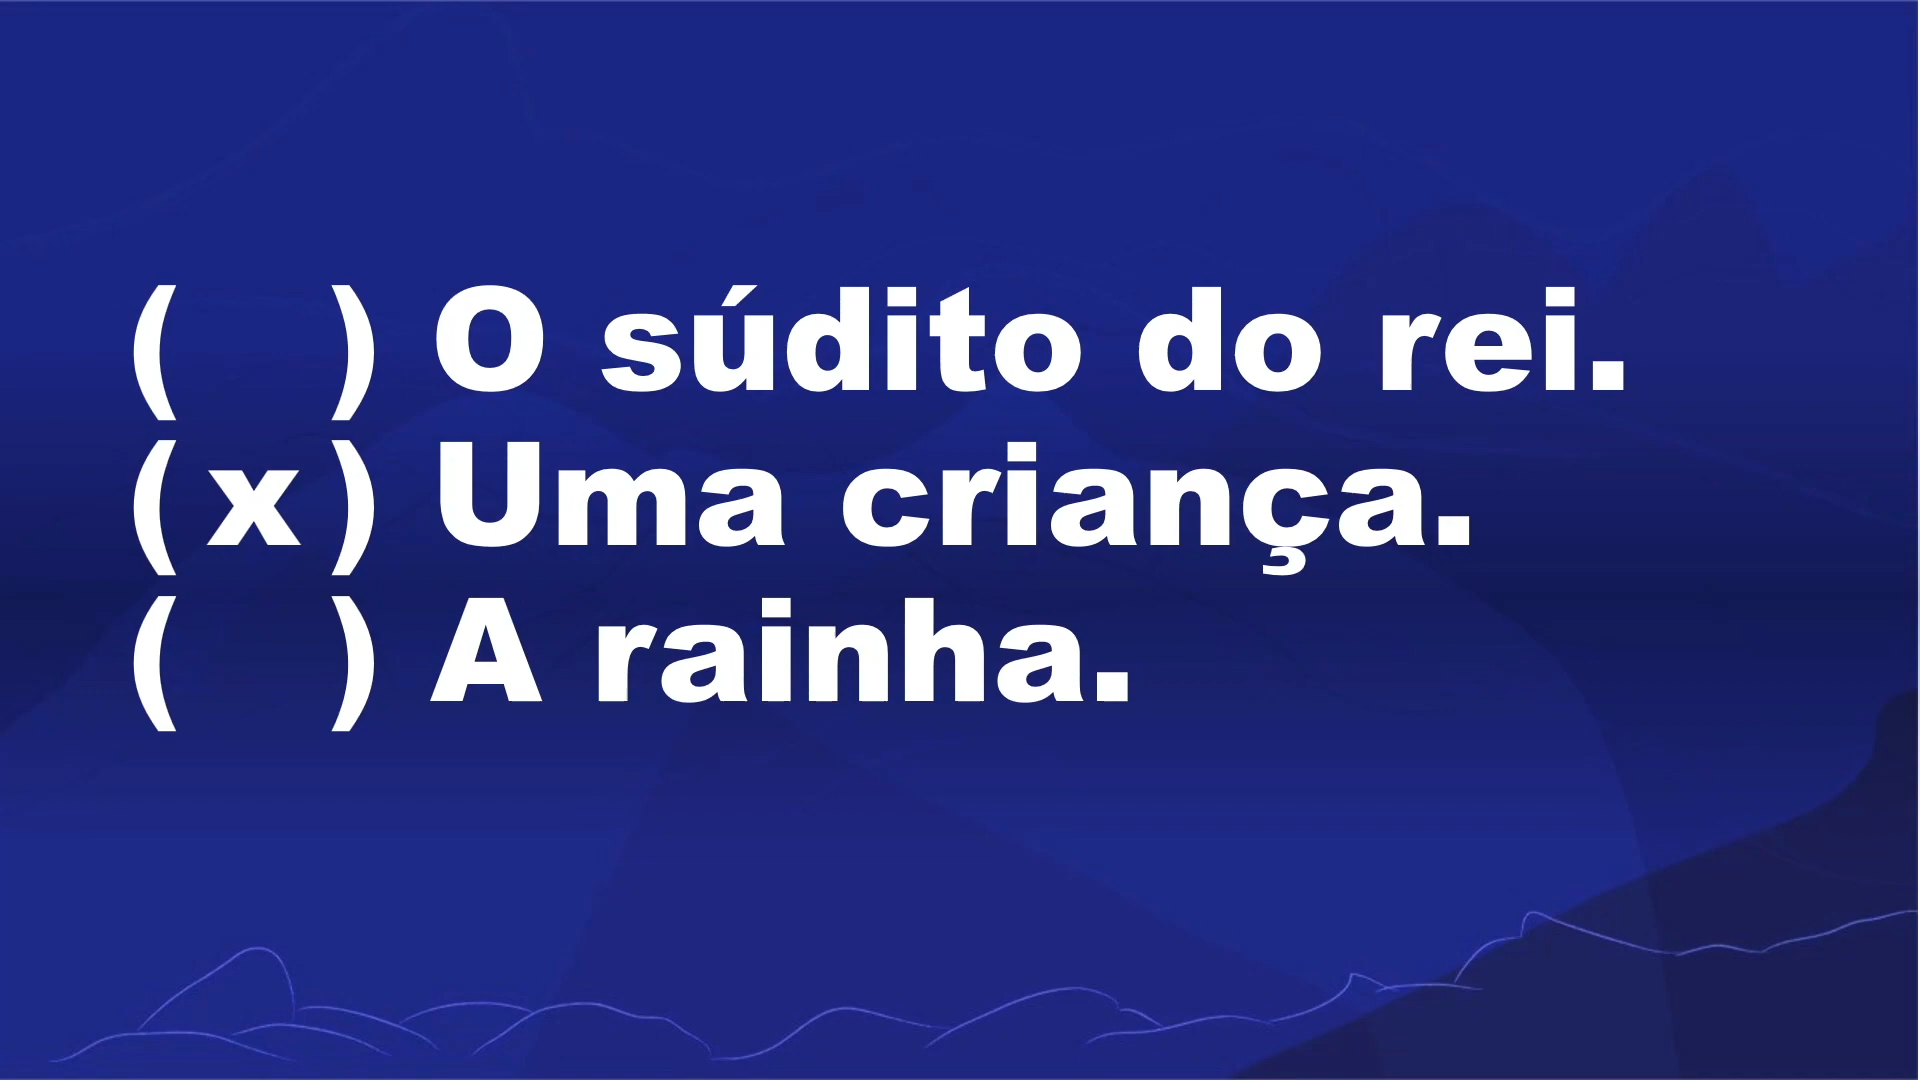 (   ) O súdito do rei.
( x ) Uma criança.
(   ) A rainha.